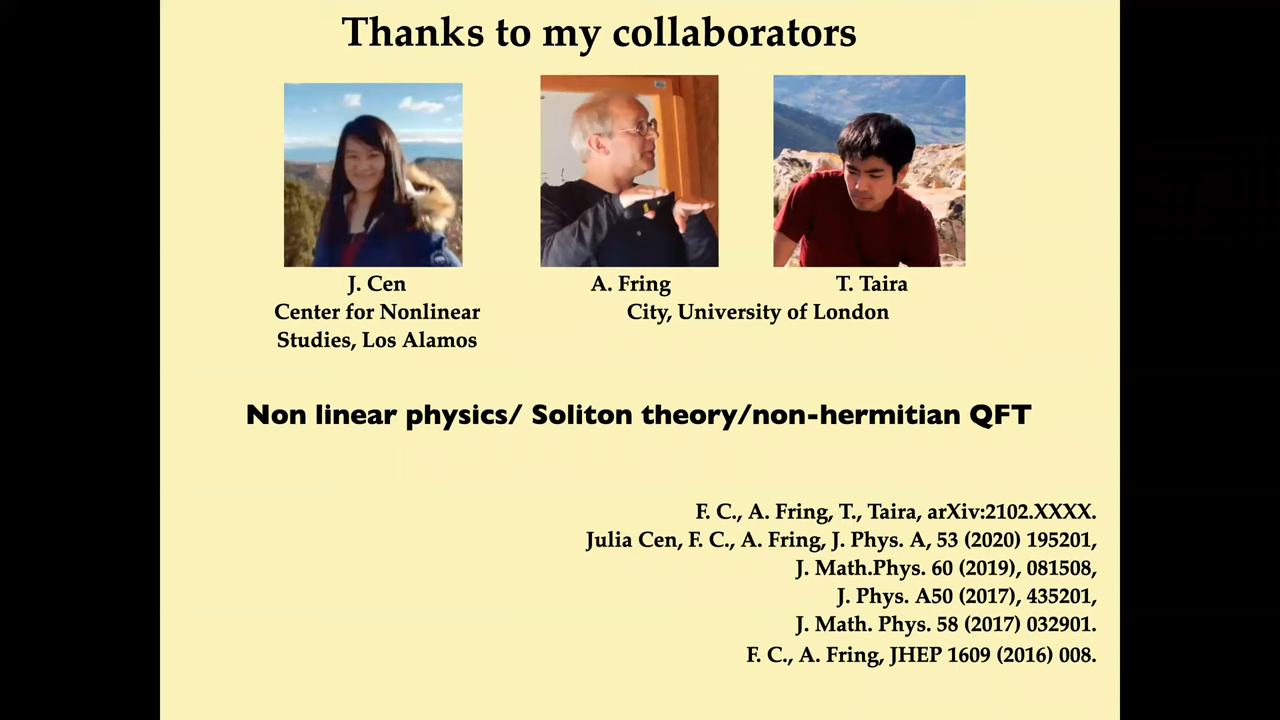 Thanks to my collaborators
J. Cen
Center for Nonlinear
Studies, Los Alamos
A. Fring
T. Taira
City, University of London
Non linear physics/ Soliton theory/non-hermitian QFT
F. C., A. Fring, T., Taira, arXiv:2102.XXXX.
Julia Cen, F. C., A. Fring, J. Phys. A, 53 (2020) 195201,
J. Math.Phys. 60 (2019), 081508,
J. Phys. A50 (2017), 435201,
J. Math. Phys. 58 (2017) 032901.
F. C., A. Fring, JHEP 1609 (2016) 008.